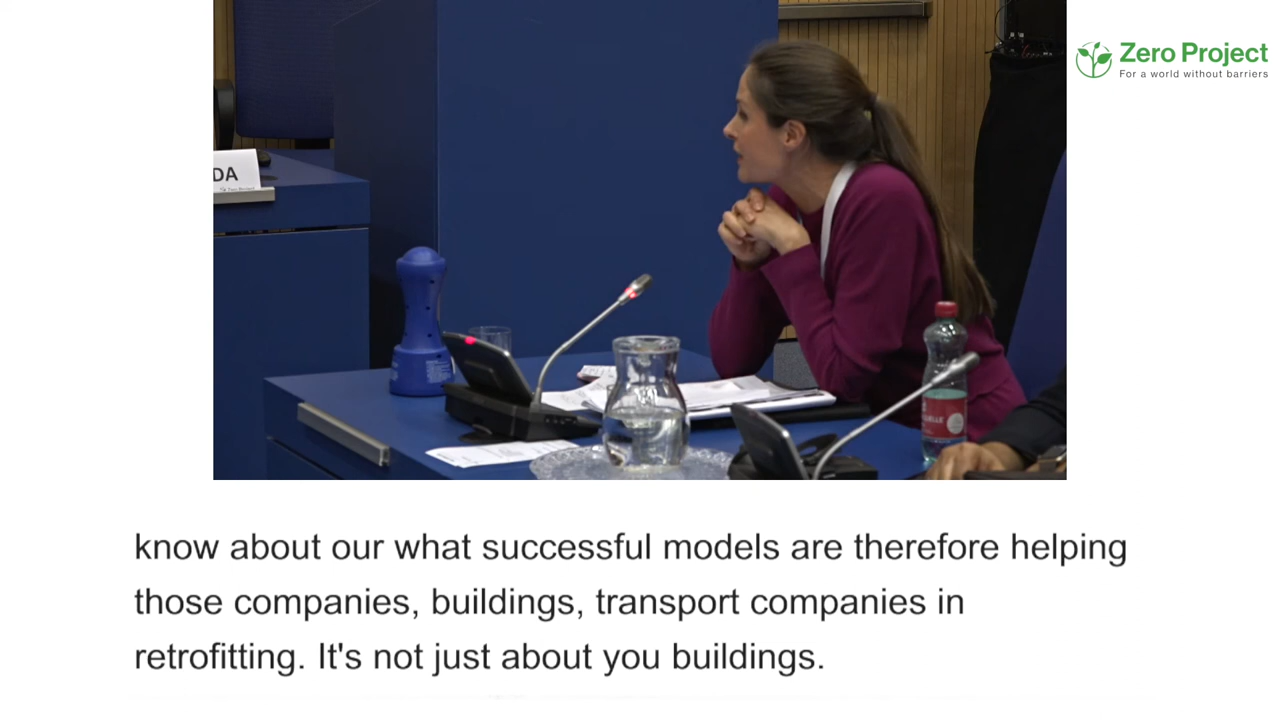 Zero Project
For a world without barriers
DA
know about our what successful models are therefore helping
those companies, buildings, transport companies in
retrofitting. It's not just about you buildings.